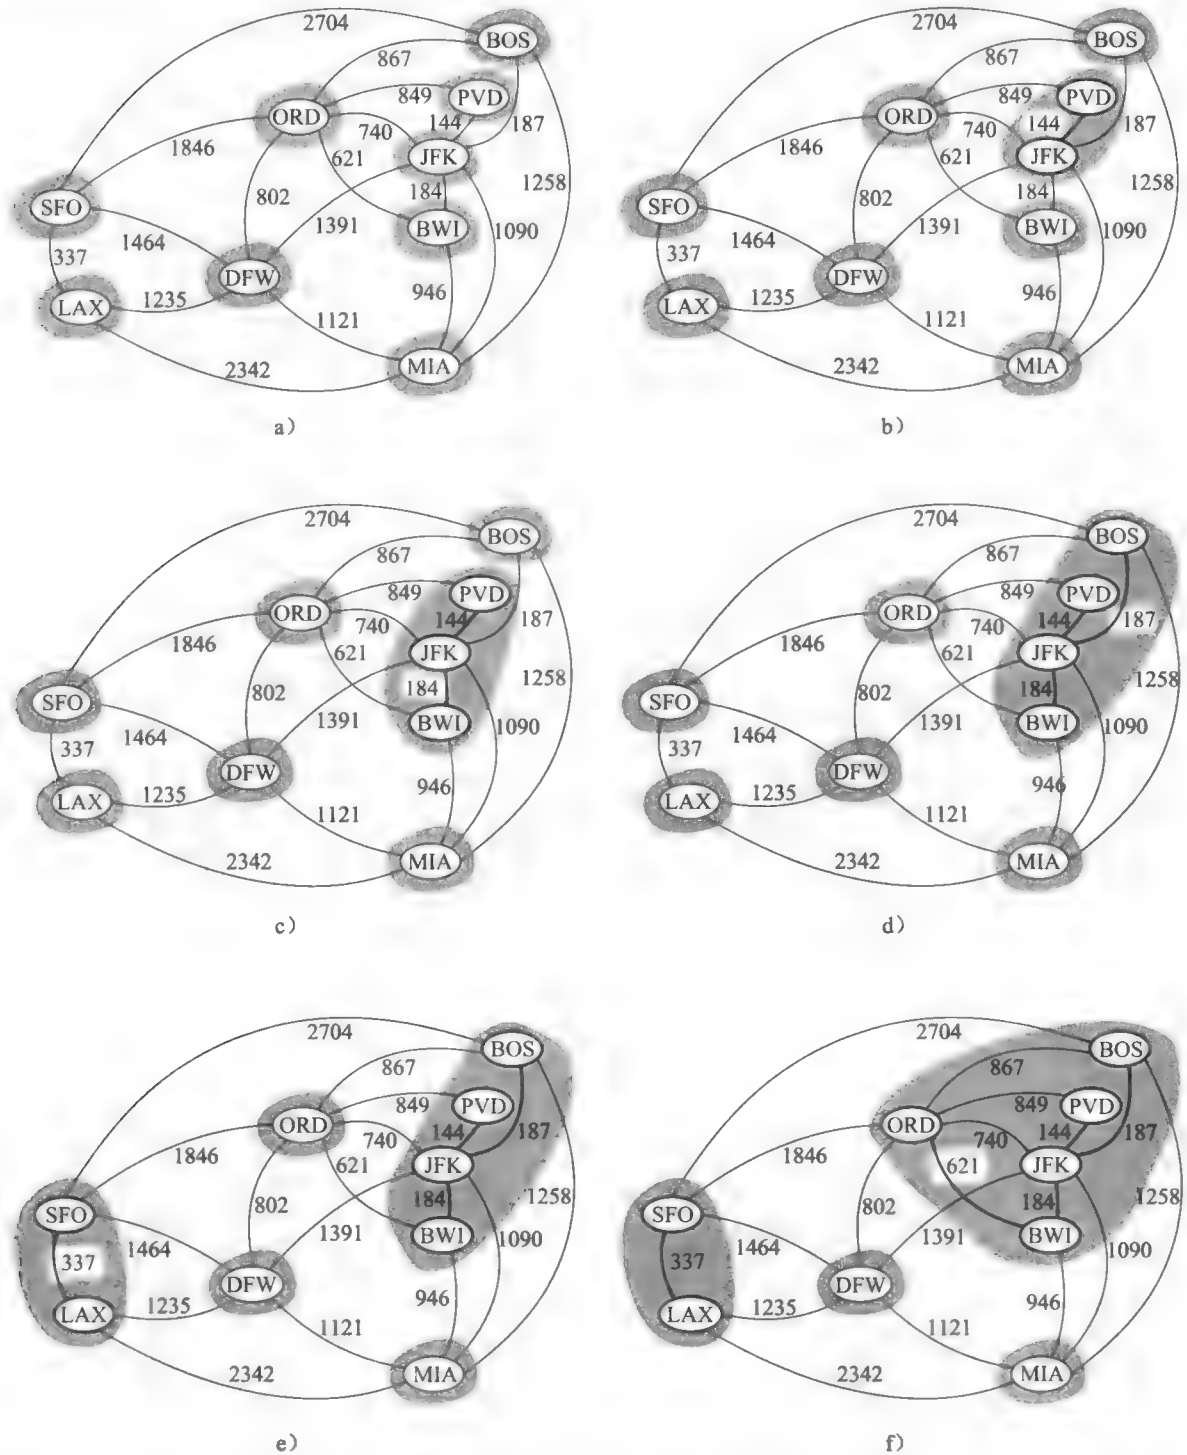 2704
BOS
867
PVD
849
ORD
144
187
740
JFK
1846
621
184
1258
SFO
802
BWI
1464
1391
1090
337
DFW
946
LAX
1235
1121
MIA
2342
a）
2704
BOS
867
PVD
849
ORD
144
187
740
JFK
1846
621
184
1258
SFO
802
BWI
1464
1391
1090
337
DFW
946
LAX
1235
1121
MIA
2342
b）
2704
BOS
867
PVD
849
ORD
144
187
740
JFK
1846
621
184
1258
SFO
802
BWI
1464
1391
1090
337
DFW
946
LAX
1235
1121
MIA
2342
c）
2704
BOS
867
PVD
849
ORD
144
187
740
JFK
1846
621
184
1258
SFO
802
BWI
1464
1391
1090
337
DFW
946
LAX
1235
1121
MIA
2342
d）
2704
BOS
867
PVD
849
ORD
144
187
740
JFK
1846
621
184
1258
SFO
802
BWI
1464
1391
1090
337
DFW
946
LAX
1235
1121
MIA
2342
e）
2704
BOS
867
PVD
849
ORD
144
187
740
JFK
1846
621
184
1258
SFO
802
BWI
1464
1391
1090
337
DFW
946
LAX
1235
1121
MIA
2342
f）